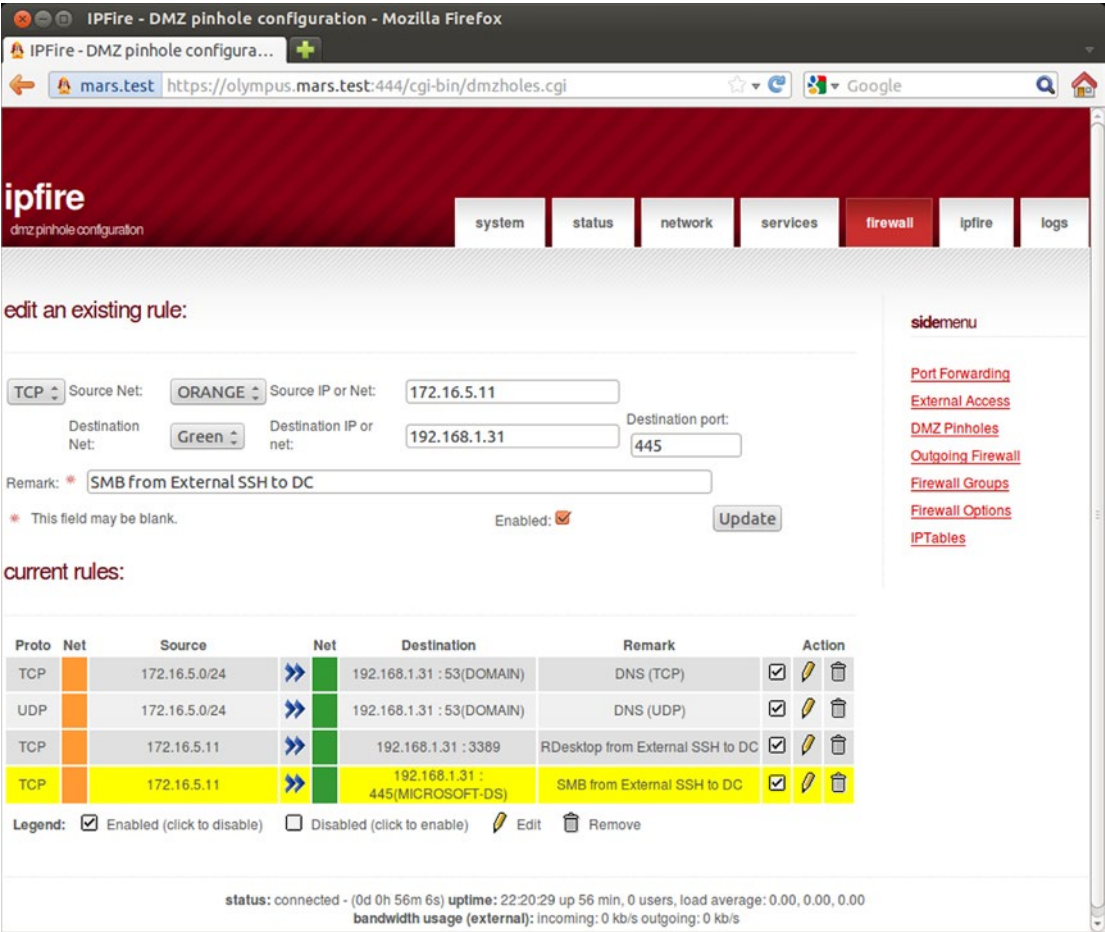 IPFire - DMZ pinhole configuration - Mozilla Firefox
IPFire - DMZ pinhole configura...
mars.test https://olympus.mars.test:444/cgi-bin/dmzholes.cgi Google
ipfire
dmz pinhole configuration
system status network services firewall ipfire logs
edit an existing rule:
sidemenu
Port Forwarding
External Access
DMZ Pinholes
Outgoing Firewall
Firewall Groups
Firewall Options
IPTables
TCP Source Net: ORANGE Source IP or Net: 172.16.5.11
Destination Net: Green Destination IP or net: 192.168.1.31 Destination port: 445
Remark: * SMB from External SSH to DC
* This field may be blank. Enabled: Update
current rules:
Proto Net Source Net Destination Remark Action
TCP 172.16.5.0/24 192.168.1.31 : 53(DOMAIN) DNS (TCP)
UDP 172.16.5.0/24 192.168.1.31 : 53(DOMAIN) DNS (UDP)
TCP 172.16.5.11 192.168.1.31 : 3389 RDesktop from External SSH to DC
TCP 172.16.5.11 192.168.1.31 : 445(MICROSOFT-DS) SMB from External SSH to DC
Legend: Enabled (click to disable) Disabled (click to enable) Edit Remove
status: connected - (0d 0h 56m 6s) uptime: 22:20:29 up 56 min, 0 users, load average: 0.00, 0.00, 0.00
bandwidth usage (external): incoming: 0 kb/s outgoing: 0 kb/s